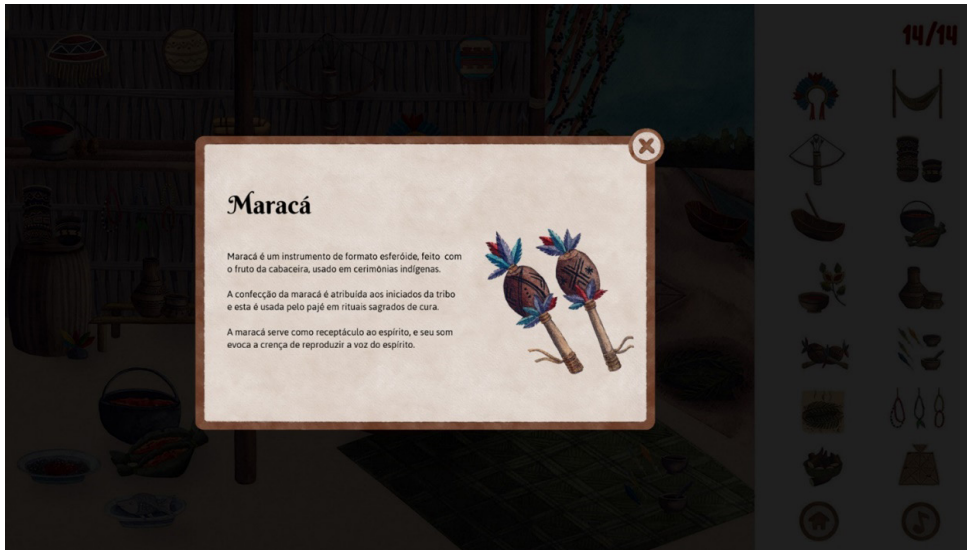 14/14
Maracá
Maracá é um instrumento de formato esferóide, feito com
o fruto da cabaceira, usado em cerimônias indígenas.
A confecção da maracá é atribuída aos iniciados da tribo
e esta é usada pelo pajé em rituais sagrados de cura.
A maracá serve como receptáculo ao espírito, e seu som
evoca a crença de reproduzir a voz do espírito.